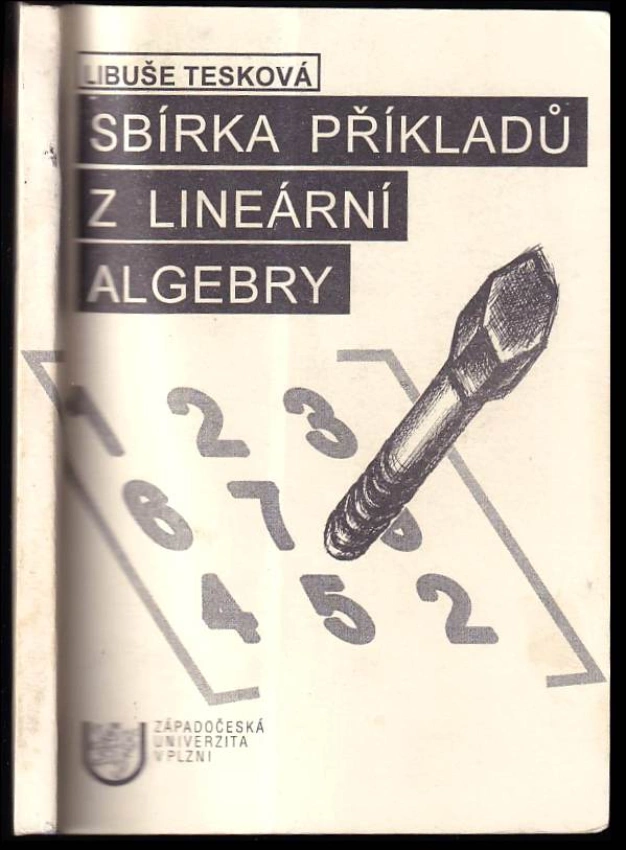 LIBUŠE TESKOVÁ
SBÍRKA PŘÍKLADŮ
Z LINEÁRNÍ
ALGEBRY
1 2 3
6 7
4 5 2
ZÁPADOČESKÁ
UNIVERZITA
V PLZNI